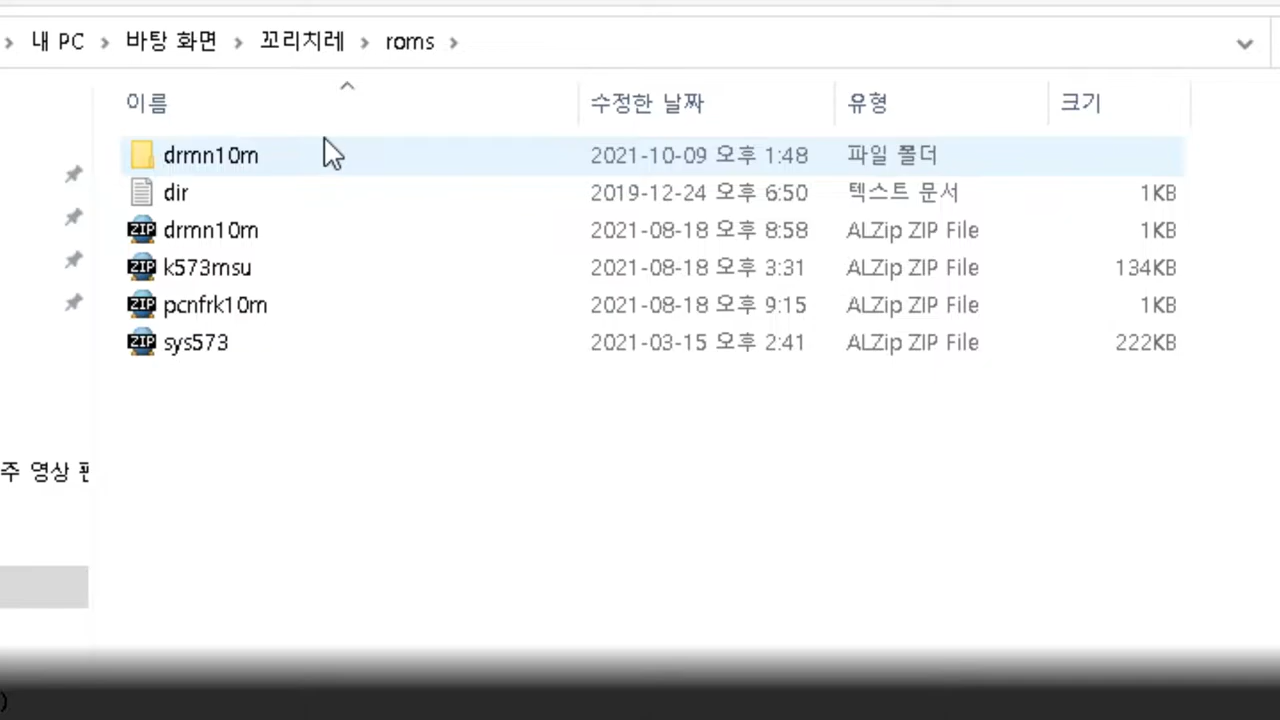 내 PC > 바탕 화면 > 꼬리치레 > roms >
이름 수정한 날짜 유형 크기
drmn10m 2021-10-09 오후 1:48 파일 폴더
dir 2019-12-24 오후 6:50 텍스트 문서 1KB
ZIP drmn10m 2021-08-18 오후 8:58 ALZip ZIP File 1KB
ZIP k573msu 2021-08-18 오후 3:31 ALZip ZIP File 134KB
ZIP pcnfrk10m 2021-08-18 오후 9:15 ALZip ZIP File 1KB
ZIP sys573 2021-03-15 오후 2:41 ALZip ZIP File 222KB
주 영상
)